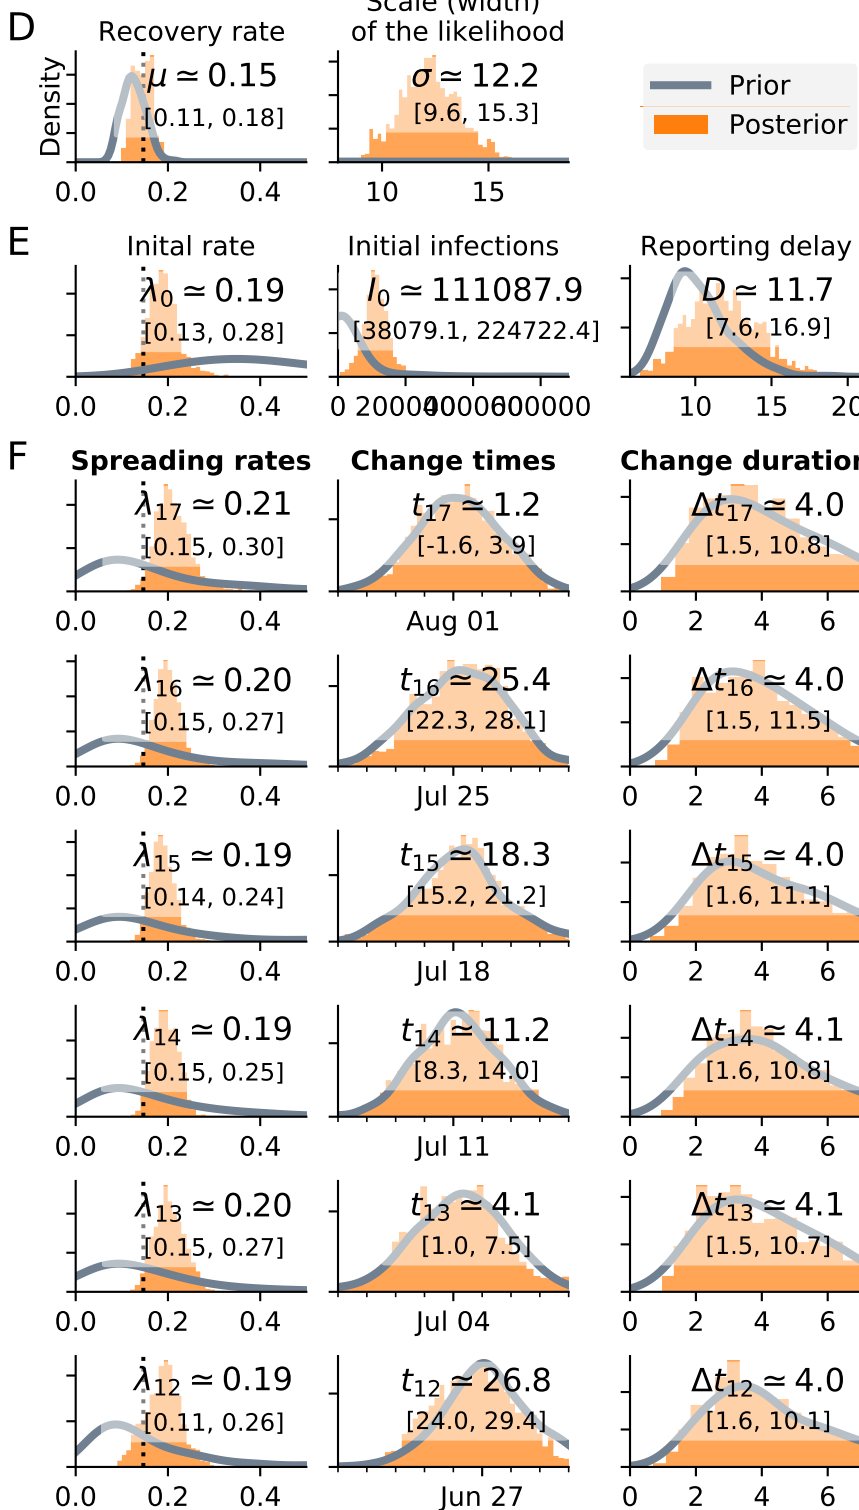 D
Recovery rate
Scale (width)
of the likelihood
Density
μ ≃ 0.15
[0.11, 0.18]
σ ≃ 12.2
[9.6, 15.3]
Prior
Posterior
0.0 0.2 0.4
10 15
E
Inital rate
Initial infections
Reporting delay
λ0 ≃ 0.19
[0.13, 0.28]
I0 ≃ 111087.9
[38079.1, 224722.4]
D ≃ 11.7
[7.6, 16.9]
0.0 0.2 0.4
0 200000 400000 600000
10 15 20
F
Spreading rates
Change times
Change duration
λ17 ≃ 0.21
[0.15, 0.30]
t17 ≃ 1.2
[-1.6, 3.9]
Δt17 ≃ 4.0
[1.5, 10.8]
0.0 0.2 0.4
Aug 01
0 2 4 6
λ16 ≃ 0.20
[0.15, 0.27]
t16 ≃ 25.4
[22.3, 28.1]
Δt16 ≃ 4.0
[1.5, 11.5]
0.0 0.2 0.4
Jul 25
0 2 4 6
λ15 ≃ 0.19
[0.14, 0.24]
t15 ≃ 18.3
[15.2, 21.2]
Δt15 ≃ 4.0
[1.6, 11.1]
0.0 0.2 0.4
Jul 18
0 2 4 6
λ14 ≃ 0.19
[0.15, 0.25]
t14 ≃ 11.2
[8.3, 14.0]
Δt14 ≃ 4.1
[1.6, 10.8]
0.0 0.2 0.4
Jul 11
0 2 4 6
λ13 ≃ 0.20
[0.15, 0.27]
t13 ≃ 4.1
[1.0, 7.5]
Δt13 ≃ 4.1
[1.5, 10.7]
0.0 0.2 0.4
Jul 04
0 2 4 6
λ12 ≃ 0.19
[0.11, 0.26]
t12 ≃ 26.8
[24.0, 29.4]
Δt12 ≃ 4.0
[1.6, 10.1]
0.0 0.2 0.4
Jun 27
0 2 4 6